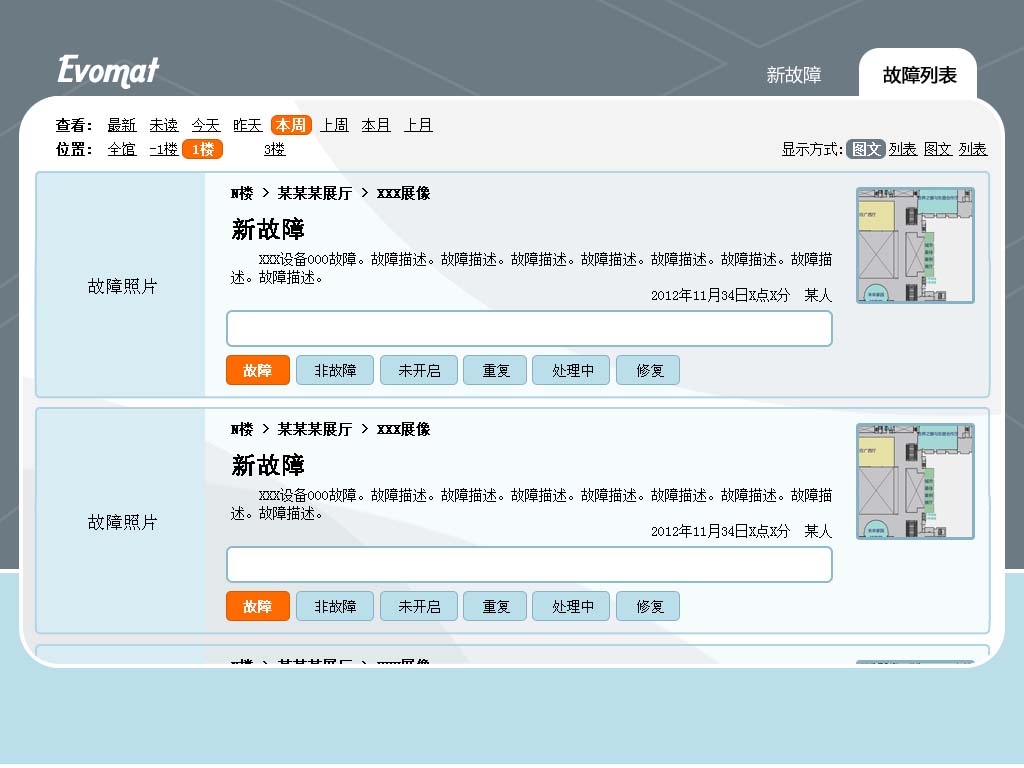 Evomat
新故障 故障列表
查看： 最新 未读 今天 昨天 本周 上周 本月 上月
位置： 全馆 -1楼 1楼 3楼 显示方式: 图文 列表 图文 列表
故障照片
N楼 > 某某某展厅 > XXX展像
新故障
XXX设备000故障。故障描述。故障描述。故障描述。故障描述。故障描述。故障描述。故障描
述。故障描述。
2012年11月34日X点X分 某人
故障 非故障 未开启 重复 处理中 修复
故障照片
N楼 > 某某某展厅 > XXX展像
新故障
XXX设备000故障。故障描述。故障描述。故障描述。故障描述。故障描述。故障描述。故障描
述。故障描述。
2012年11月34日X点X分 某人
故障 非故障 未开启 重复 处理中 修复
N楼 > 某某某展厅 > XXX展像